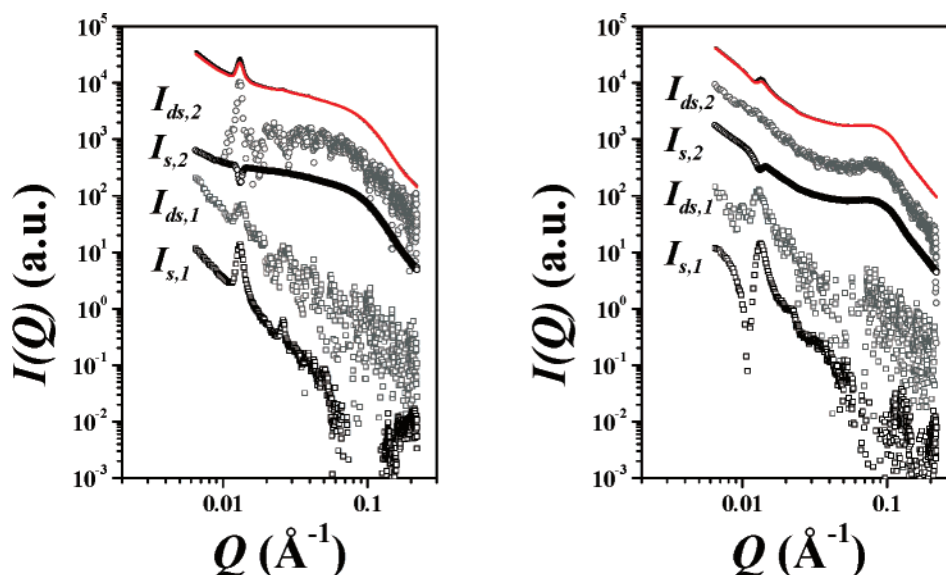 10^5
10^4
10^3
10^2
10^1
10^0
10^-1
10^-2
10^-3
I(Q) (a.u.)
I_ds,2
I_s,2
I_ds,1
I_s,1
0.01 0.1
Q (Å^-1)
10^5
10^4
10^3
10^2
10^1
10^0
10^-1
10^-2
10^-3
I(Q) (a.u.)
I_ds,2
I_s,2
I_ds,1
I_s,1
0.01 0.1
Q (Å^-1)